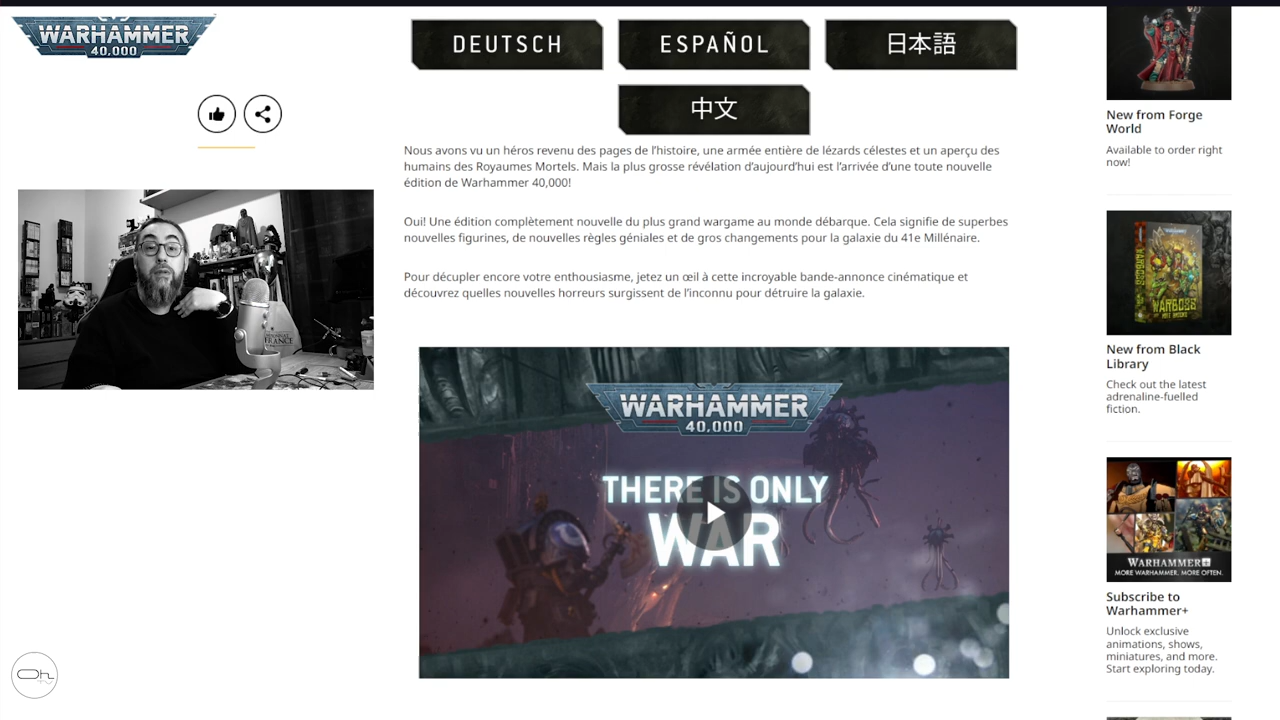 WARHAMMER
40,000
DEUTSCH
ESPAÑOL
日本語
中文
Nous avons vu un héros revenu des pages de l'histoire, une armée entière de lézards célestes et un aperçu des
humains des Royaumes Mortels. Mais la plus grosse révélation d'aujourd'hui est l'arrivée d'une toute nouvelle
édition de Warhammer 40,000!
Oui! Une édition complètement nouvelle du plus grand wargame au monde débarque. Cela signifie de superbes
nouvelles figurines, de nouvelles règles géniales et de gros changements pour la galaxie du 41e Millénaire.
Pour décupler encore votre enthousiasme, jetez un œil à cette incroyable bande-annonce cinématique et
découvrez quelles nouvelles horreurs surgissent de l'inconnu pour détruire la galaxie.
FRANCE
WARHAMMER
40,000
THERE IS ONLY
WAR
New from Forge
World
Available to order right
now!
WARBOSS
New from Black
Library
Check out the latest
adrenaline-fuelled
fiction.
WARHAMMER+
MORE WARHAMMER. MORE OFTEN.
Subscribe to
Warhammer+
Unlock exclusive
animations, shows,
miniatures, and more.
Start exploring today.
Oh